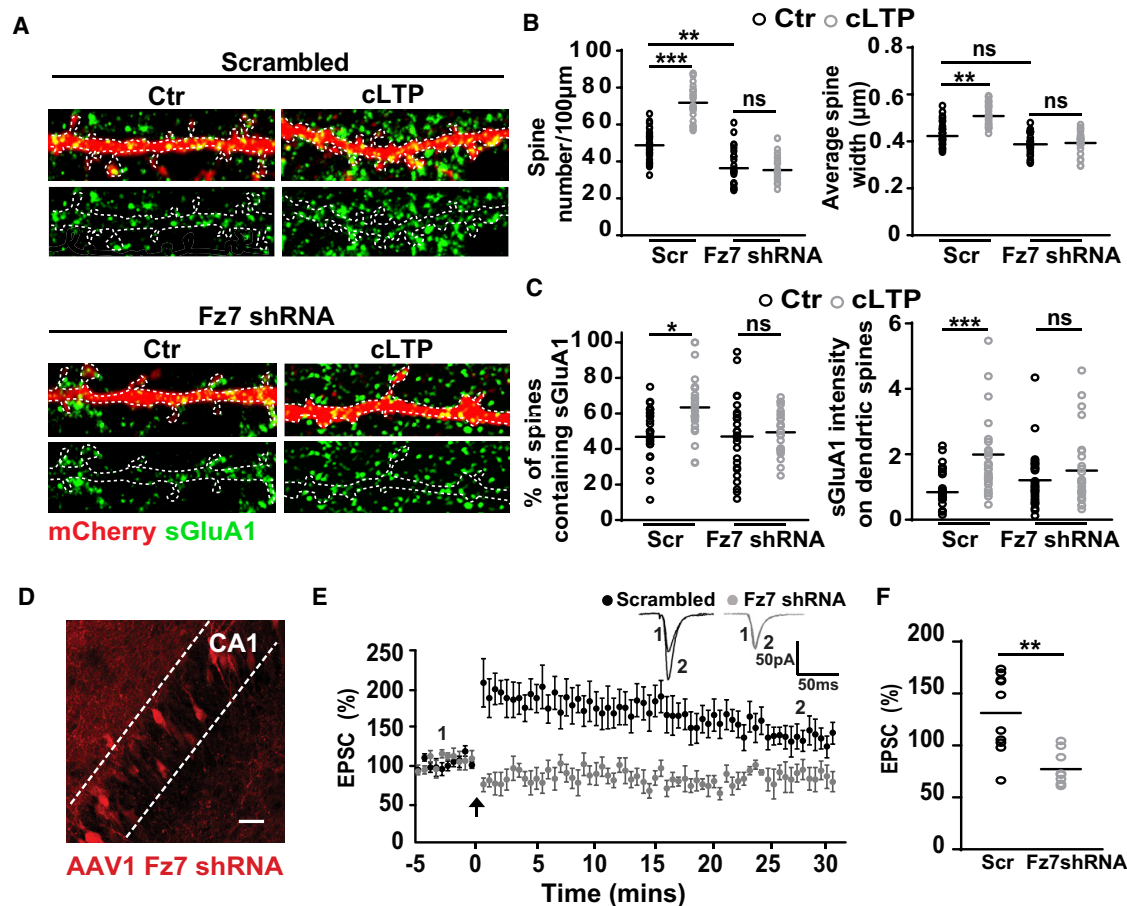 A
Scrambled
Ctr
cLTP
Fz7 shRNA
Ctr
cLTP
mCherry sGluA1
B
Ctr cLTP
Spine
number/100μm
100
80
60
40
20
0
**
***
ns
Scr Fz7 shRNA
Average spine
width (μm)
0.8
0.6
0.4
0.2
0
ns
**
ns
Scr Fz7 shRNA
C
Ctr cLTP
% of spines
containing sGluA1
100
80
60
40
20
0
*
ns
Scr Fz7 shRNA
sGluA1 intensity
on dendrtic spines
6
4
2
0
***
ns
Scr Fz7 shRNA
D
CA1
AAV1 Fz7 shRNA
E
Scrambled Fz7 shRNA
1
2
1 2
50pA
50ms
EPSC (%)
250
200
150
100
50
0
1
2
-5 0 5 10 15 20 25 30
Time (mins)
F
EPSC (%)
200
150
100
50
0
**
Scr Fz7shRNA